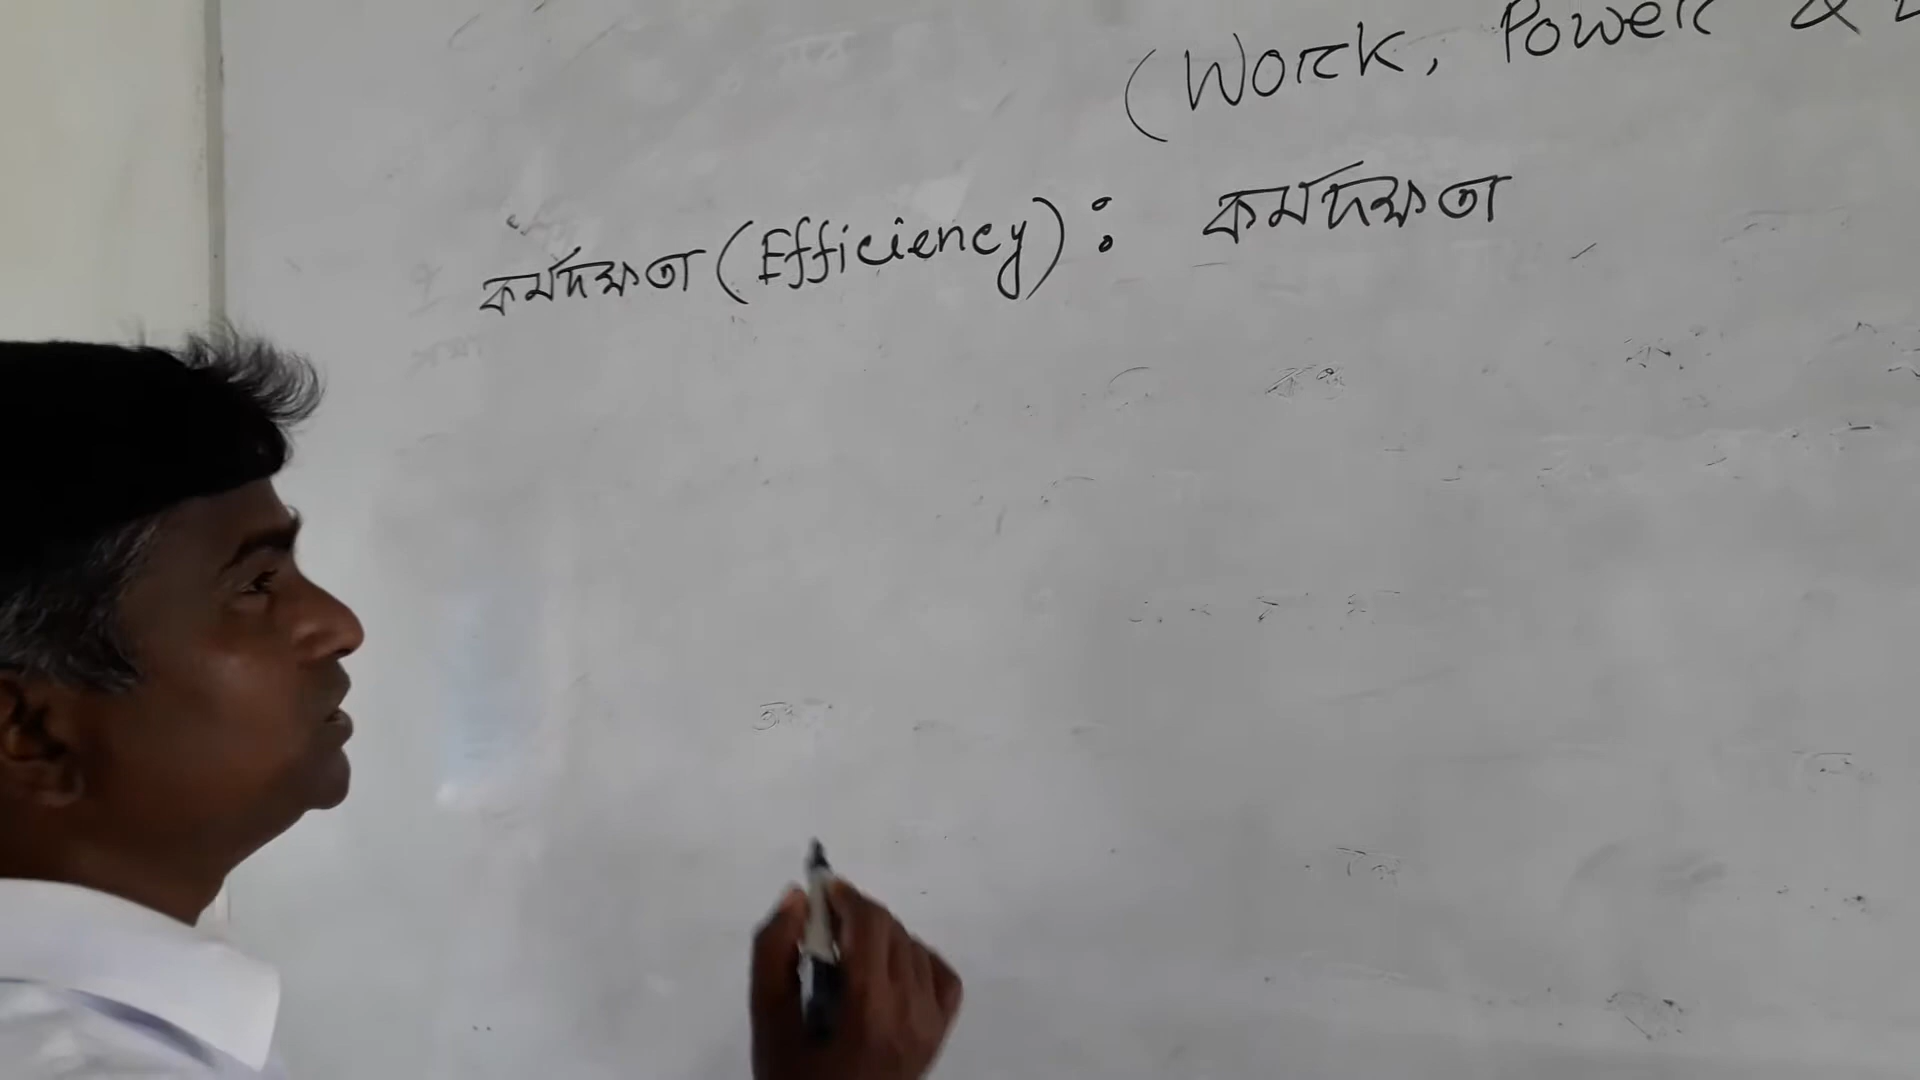 (Work, Power &
কর্মদক্ষতা (Efficiency) : কর্মদক্ষতা